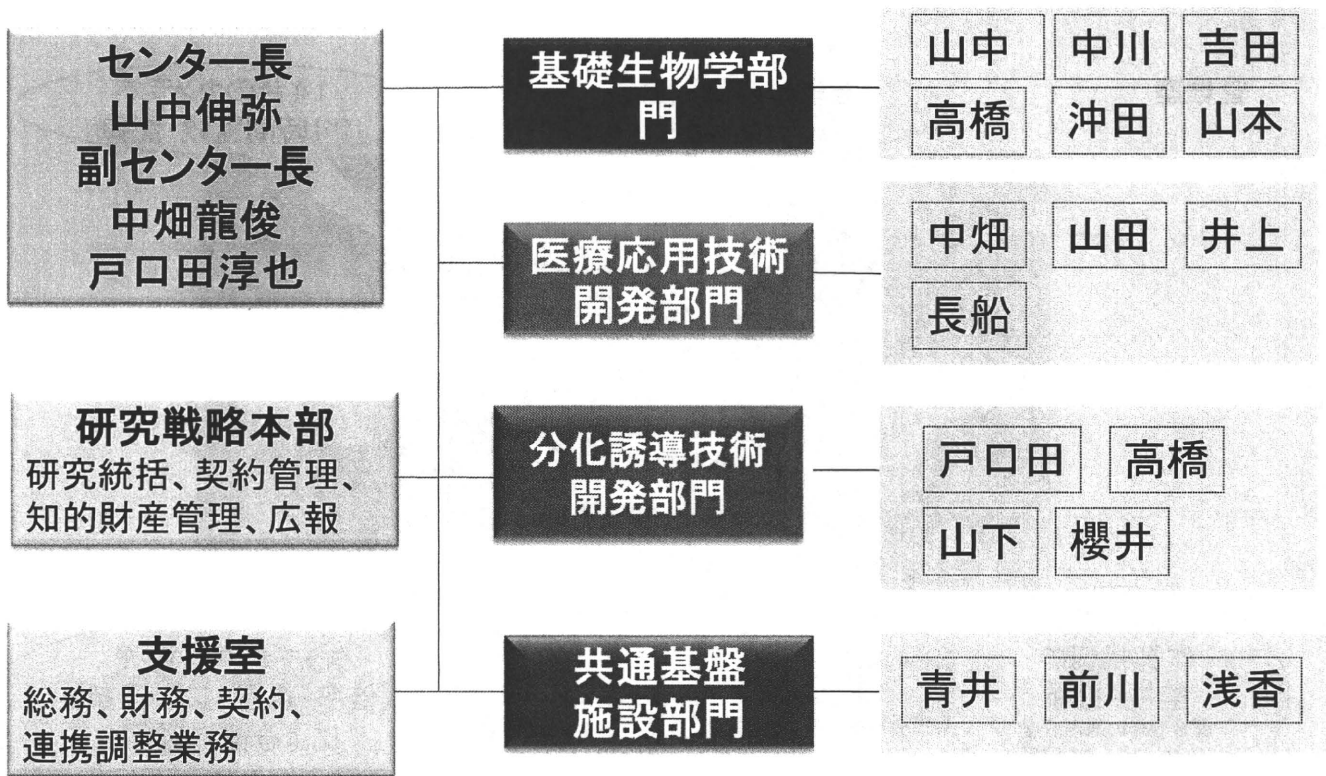 センター長
山中伸弥
副センター長
中畑龍俊
戸口田淳也
研究戦略本部
研究統括、契約管理、
知的財産管理、広報
支援室
総務、財務、契約、
連携調整業務
基礎生物学部
門
山中 中川 吉田
高橋 沖田 山本
医療応用技術
開発部門
中畑 山田 井上
長船
分化誘導技術
開発部門
戸口田 高橋
山下 櫻井
共通基盤
施設部門
青井 前川 浅香